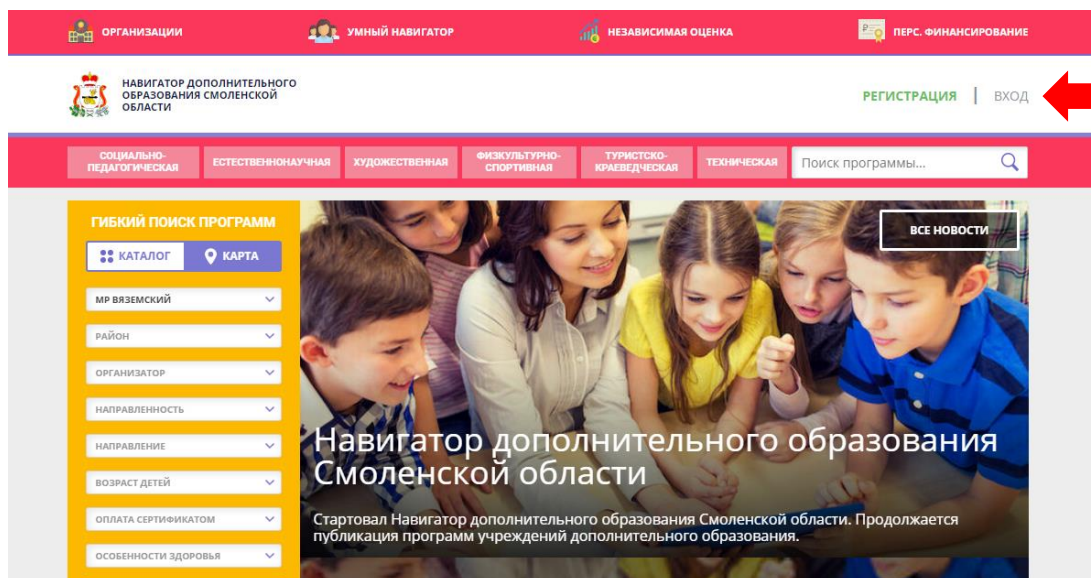 ОРГАНИЗАЦИИ
УМНЫЙ НАВИГАТОР
НЕЗАВИСИМАЯ ОЦЕНКА
ПЕРС. ФИНАНСИРОВАНИЕ
НАВИГАТОР ДОПОЛНИТЕЛЬНОГО
ОБРАЗОВАНИЯ СМОЛЕНСКОЙ
ОБЛАСТИ
РЕГИСТРАЦИЯ | ВХОД
СОЦИАЛЬНО-
ПЕДАГОГИЧЕСКАЯ
ЕСТЕСТВЕННОНАУЧНАЯ
ХУДОЖЕСТВЕННАЯ
ФИЗКУЛЬТУРНО-
СПОРТИВНАЯ
ТУРИСТСКО-
КРАЕВЕДЧЕСКАЯ
ТЕХНИЧЕСКАЯ
Поиск программы...
ГИБКИЙ ПОИСК ПРОГРАММ
КАТАЛОГ
КАРТА
МР ВЯЗЕМСКИЙ
РАЙОН
ОРГАНИЗАТОР
НАПРАВЛЕННОСТЬ
НАПРАВЛЕНИЕ
ВОЗРАСТ ДЕТЕЙ
ОПЛАТА СЕРТИФИКАТОМ
ОСОБЕННОСТИ ЗДОРОВЬЯ
ВСЕ НОВОСТИ
Навигатор дополнительного образования
Смоленской области
Стартовал Навигатор дополнительного образования Смоленской области. Продолжается
публикация программ учреждений дополнительного образования.